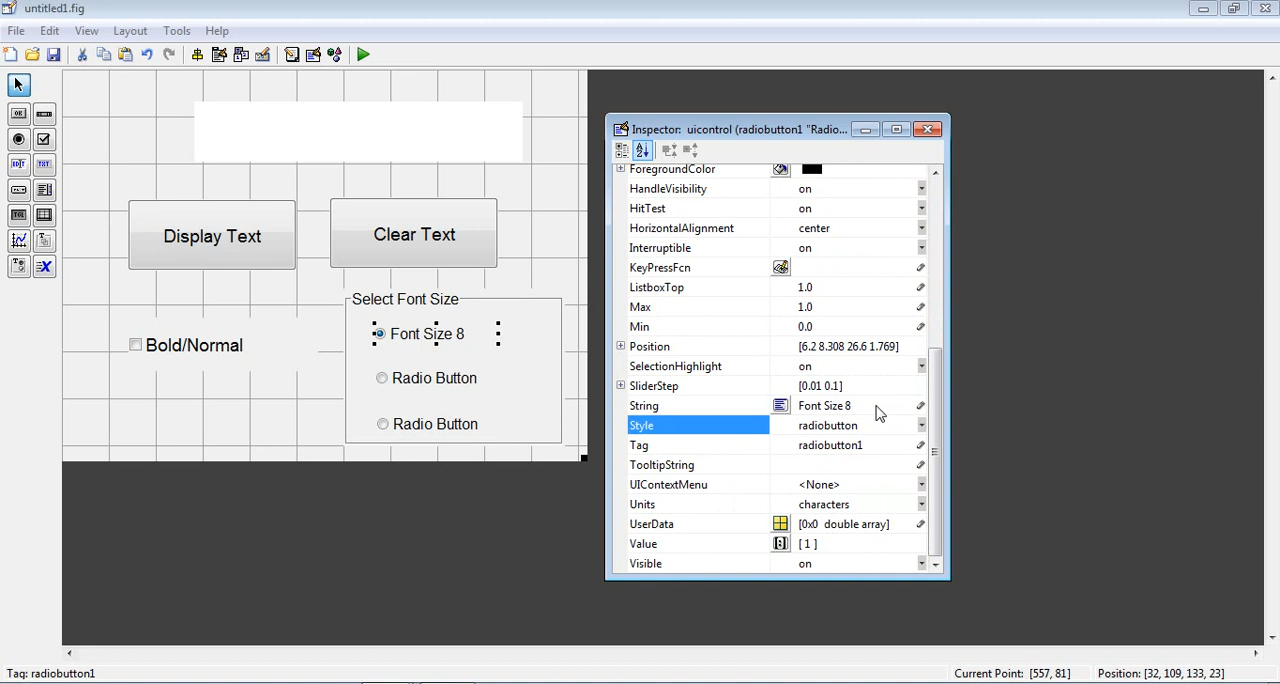 untitled1.fig
File Edit View Layout Tools Help
Display Text
Clear Text
Select Font Size
Font Size 8
Bold/Normal
Radio Button
Radio Button
Inspector: uicontrol (radiobutton1 "Radio...
ForegroundColor
HandleVisibility on
HitTest on
HorizontalAlignment center
Interruptible on
KeyPressFcn
ListboxTop 1.0
Max 1.0
Min 0.0
Position [6.2 8.308 26.6 1.769]
SelectionHighlight on
SliderStep [0.01 0.1]
String Font Size 8
Style radiobutton
Tag radiobutton1
TooltipString
UIContextMenu <None>
Units characters
UserData [0x0 double array]
Value [ 1 ]
Visible on
Tag: radiobutton1
Current Point: [557, 81] Position: [32, 109, 133, 23]